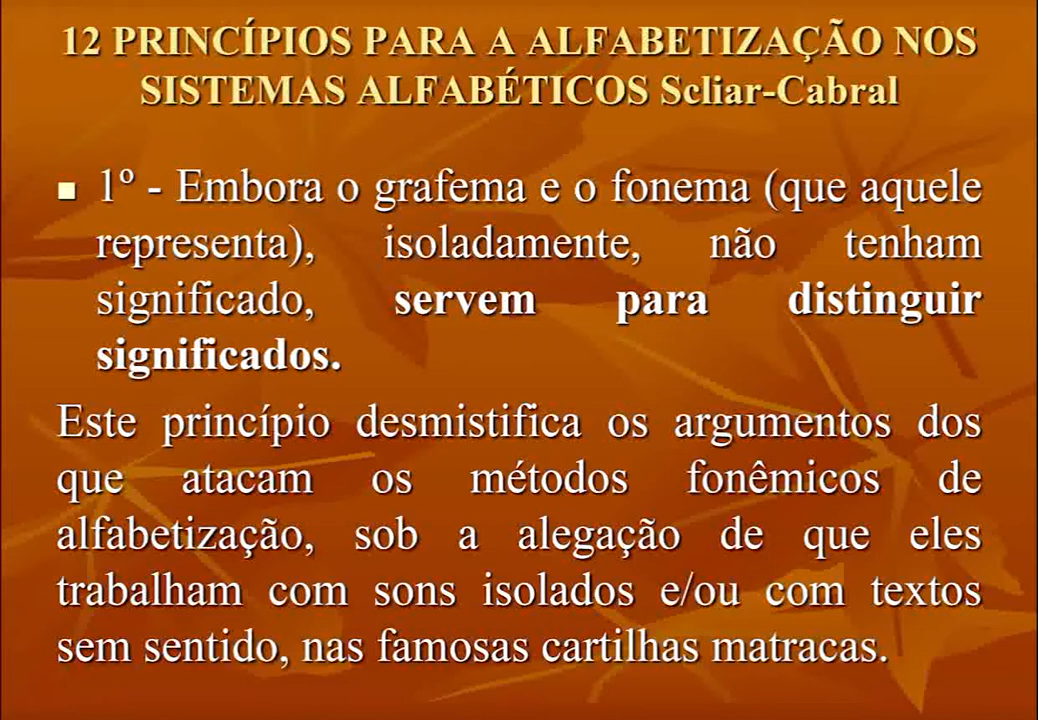 12 PRINCÍPIOS PARA A ALFABETIZAÇÃO NOS
SISTEMAS ALFABÉTICOS Scliar-Cabral
1º - Embora o grafema e o fonema (que aquele
representa), isoladamente, não tenham
significado, servem para distinguir
significados.
Este princípio desmistifica os argumentos dos
que atacam os métodos fonêmicos de
alfabetização, sob a alegação de que eles
trabalham com sons isolados e/ou com textos
sem sentido, nas famosas cartilhas matracas.